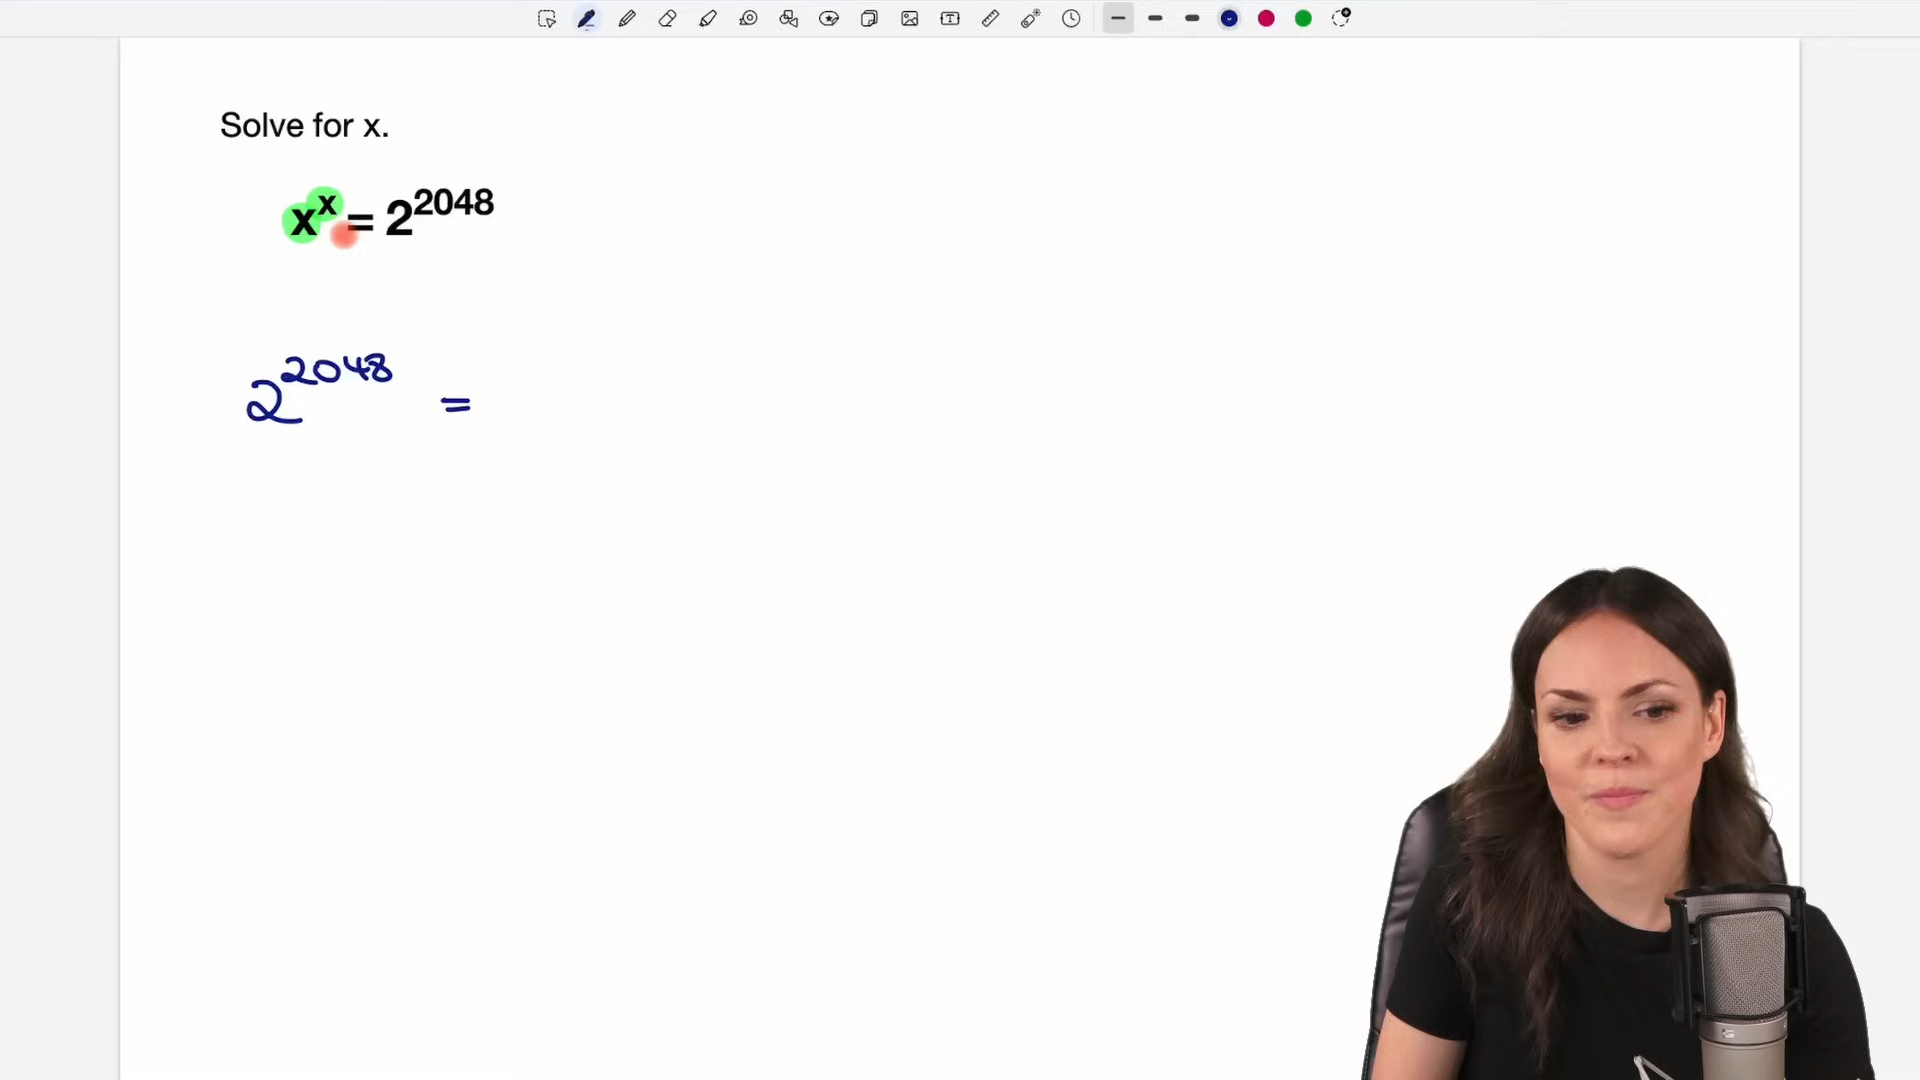 Solve for x.
x^x = 2^2048
2^2048 =